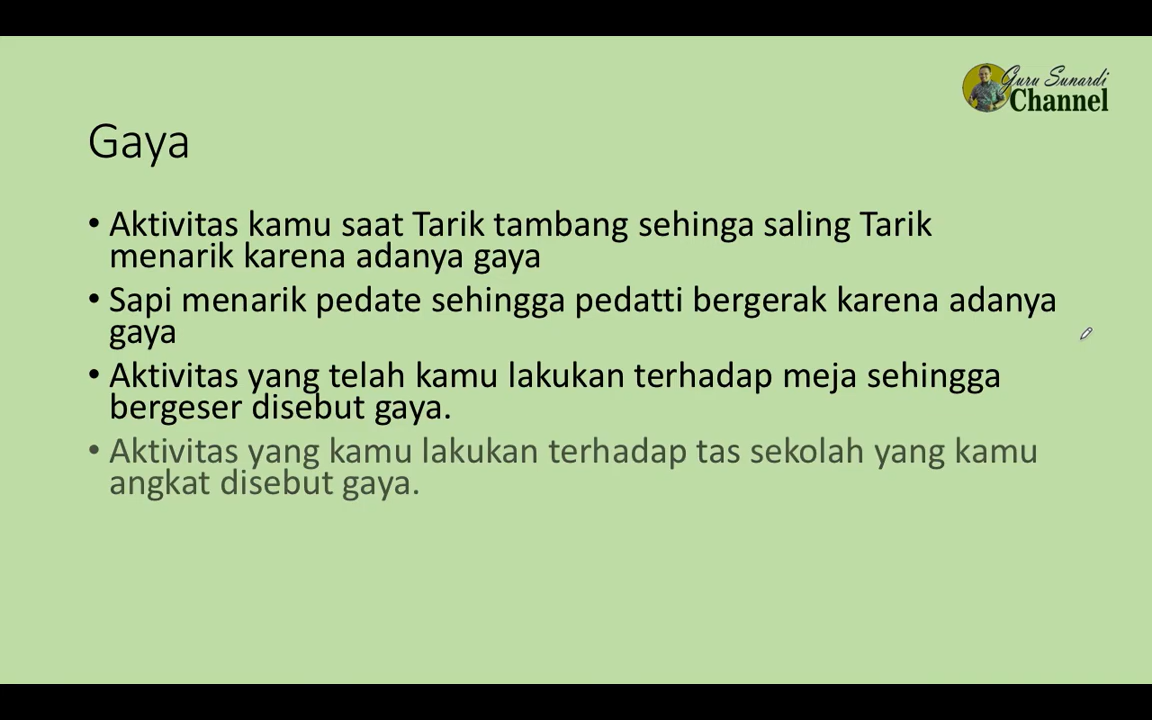 Guru Sunardi
Channel
Gaya
• Aktivitas kamu saat Tarik tambang sehinga saling Tarik
menarik karena adanya gaya
• Sapi menarik pedate sehingga pedatti bergerak karena adanya
gaya
• Aktivitas yang telah kamu lakukan terhadap meja sehingga
bergeser disebut gaya.
• Aktivitas yang kamu lakukan terhadap tas sekolah yang kamu
angkat disebut gaya.